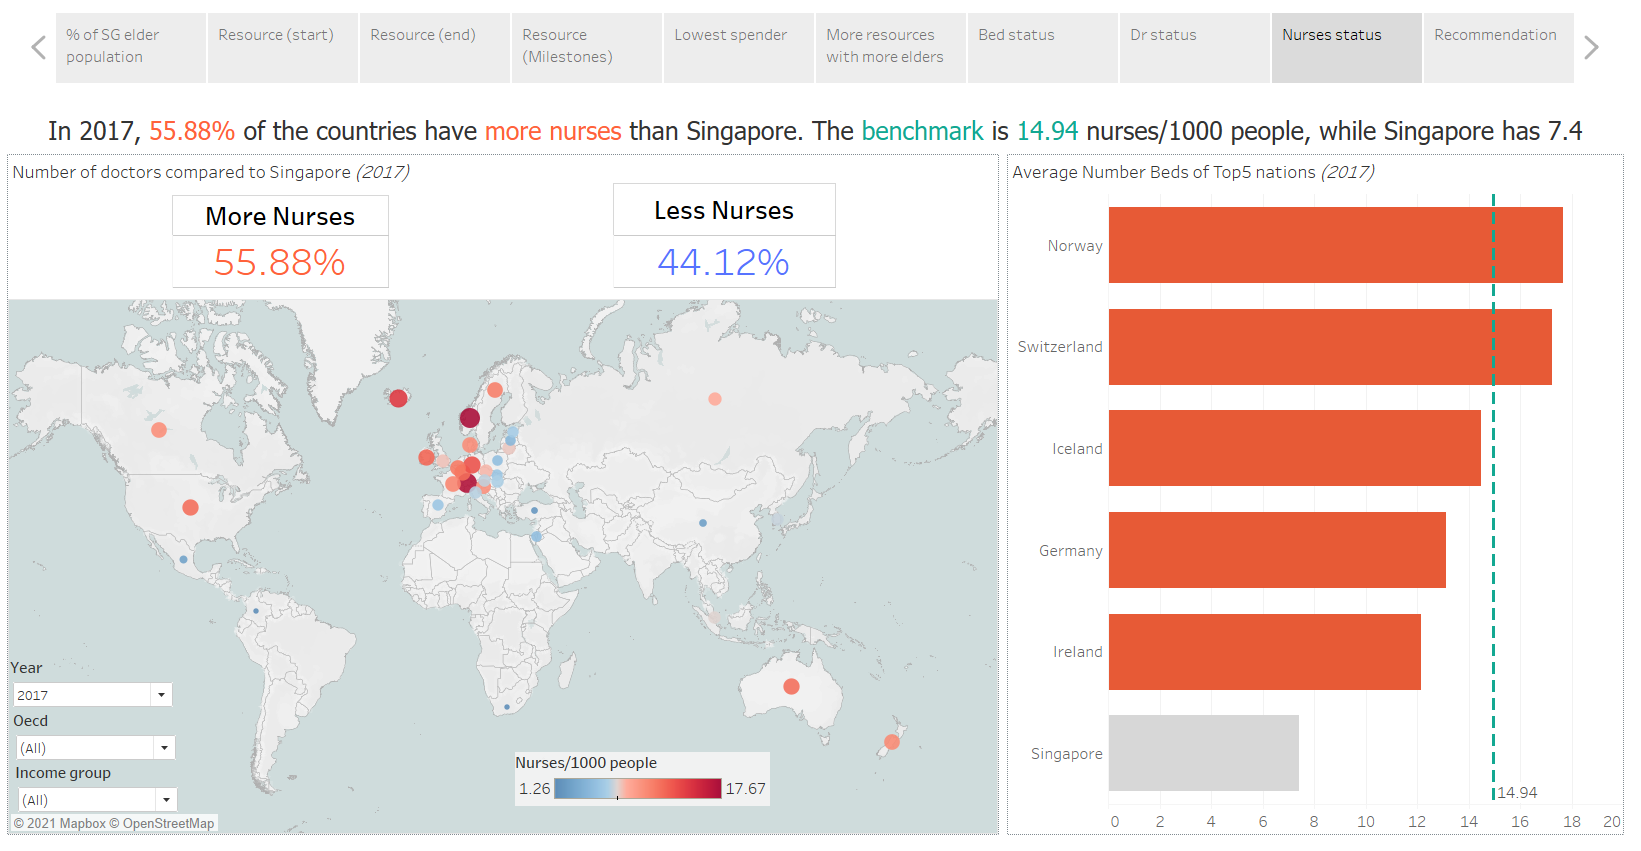 % of SG elder
population
Resource (start)
Resource (end)
Resource
(Milestones)
Lowest spender
More resources
with more elders
Bed status
Dr status
Nurses status
Recommendation
In 2017, 55.88% of the countries have more nurses than Singapore. The benchmark is 14.94 nurses/1000 people, while Singapore has 7.4
Number of doctors compared to Singapore (2017)
More Nurses
55.88%
Less Nurses
44.12%
Year
2017
Oecd
(All)
Income group
(All)
© 2021 Mapbox © OpenStreetMap
Nurses/1000 people
1.26 17.67
Average Number Beds of Top5 nations (2017)
Norway
Switzerland
Iceland
Germany
Ireland
Singapore
14.94
0 2 4 6 8 10 12 14 16 18 20